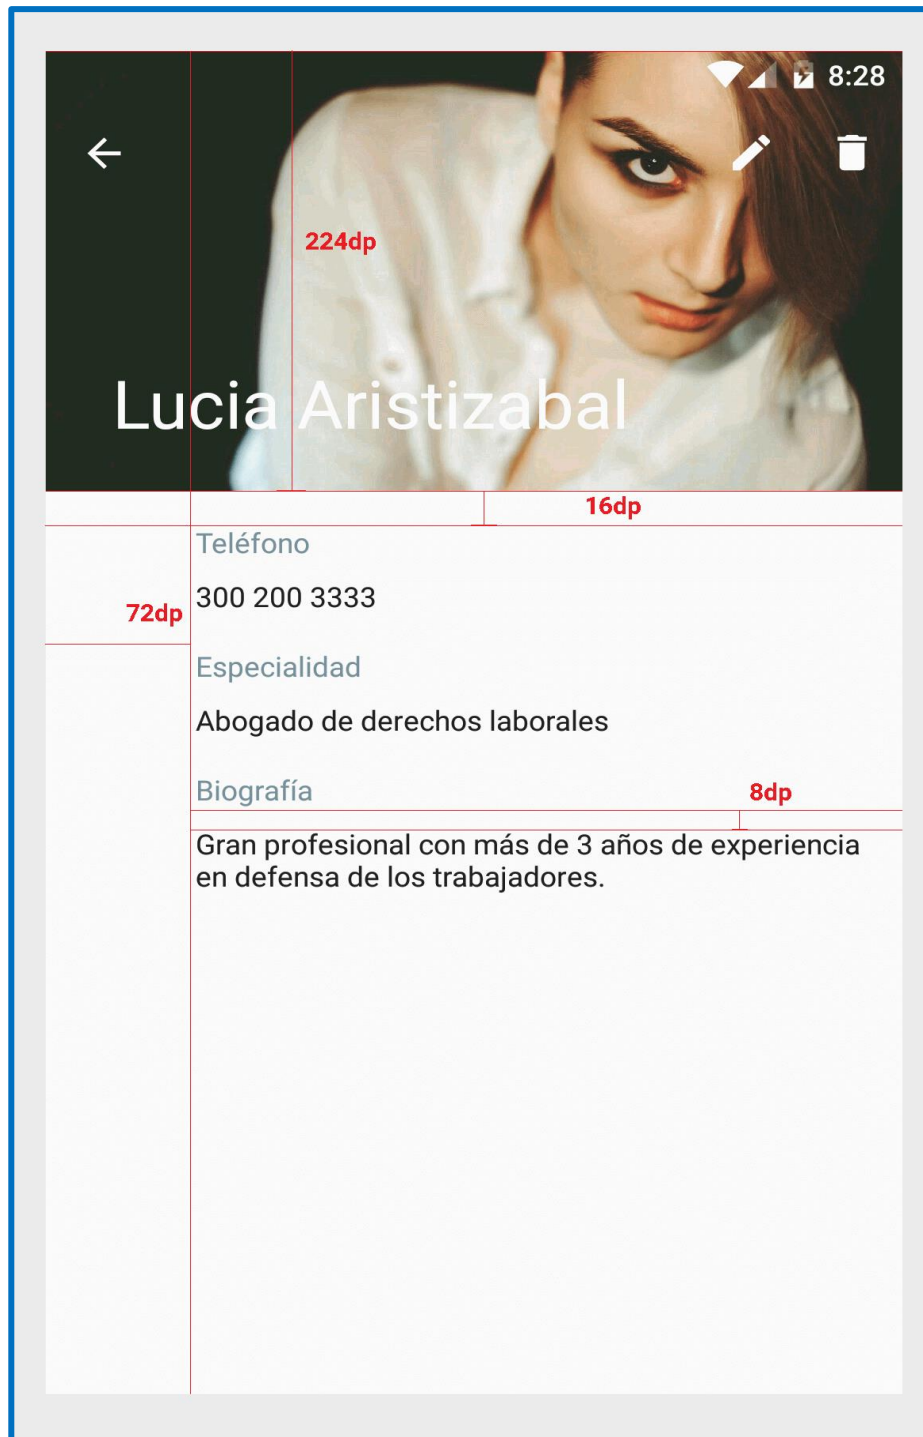 8:28
224dp
Lucia Aristizabal
16dp
Teléfono
300 200 3333
72dp
Especialidad
Abogado de derechos laborales
Biografía
8dp
Gran profesional con más de 3 años de experiencia
en defensa de los trabajadores.